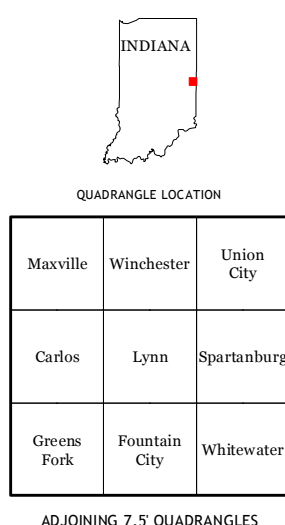 INDIANA
QUADRANGLE LOCATION
Maxville Winchester Union
City
Carlos Lynn Spartanburg
Greens Fountain Whitewater
Fork City
ADJOINING 7.5' QUADRANGLES